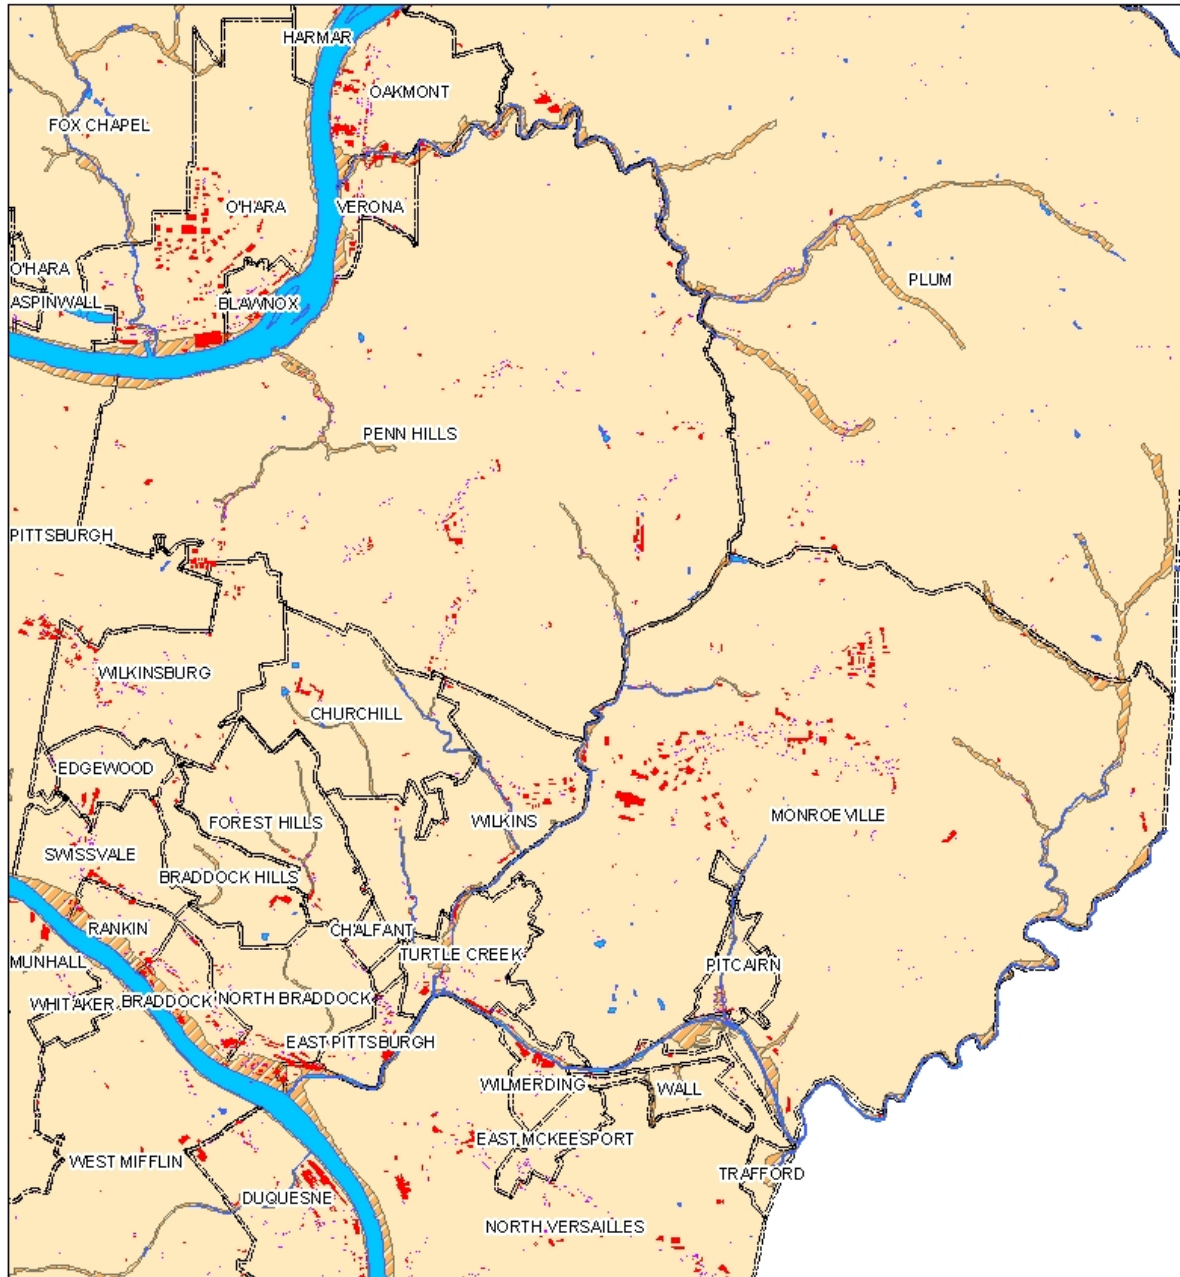 HARMAR
OAKMONT
FOX CHAPEL
O'HARA
VERONA
O'HARA
PLUM
ASPINWALL
BLAWNOX
PENN HILLS
PITTSBURGH
WILKINSBURG
CHURCHILL
EDGEWOOD
FOREST HILLS
WILKINS
MONROEVILLE
SWISSVALE
BRADDOCK HILLS
RANKIN
CHALFANT
MUNHALL
TURTLE CREEK
PITCAIRN
WHITAKER
BRADDOCK
NORTH BRADDOCK
EAST PITTSBURGH
WILMERDING
WALL
EAST MCKEESPORT
WEST MIFFLIN
TRAFFORD
DUQUESNE
NORTH VERSAILLES